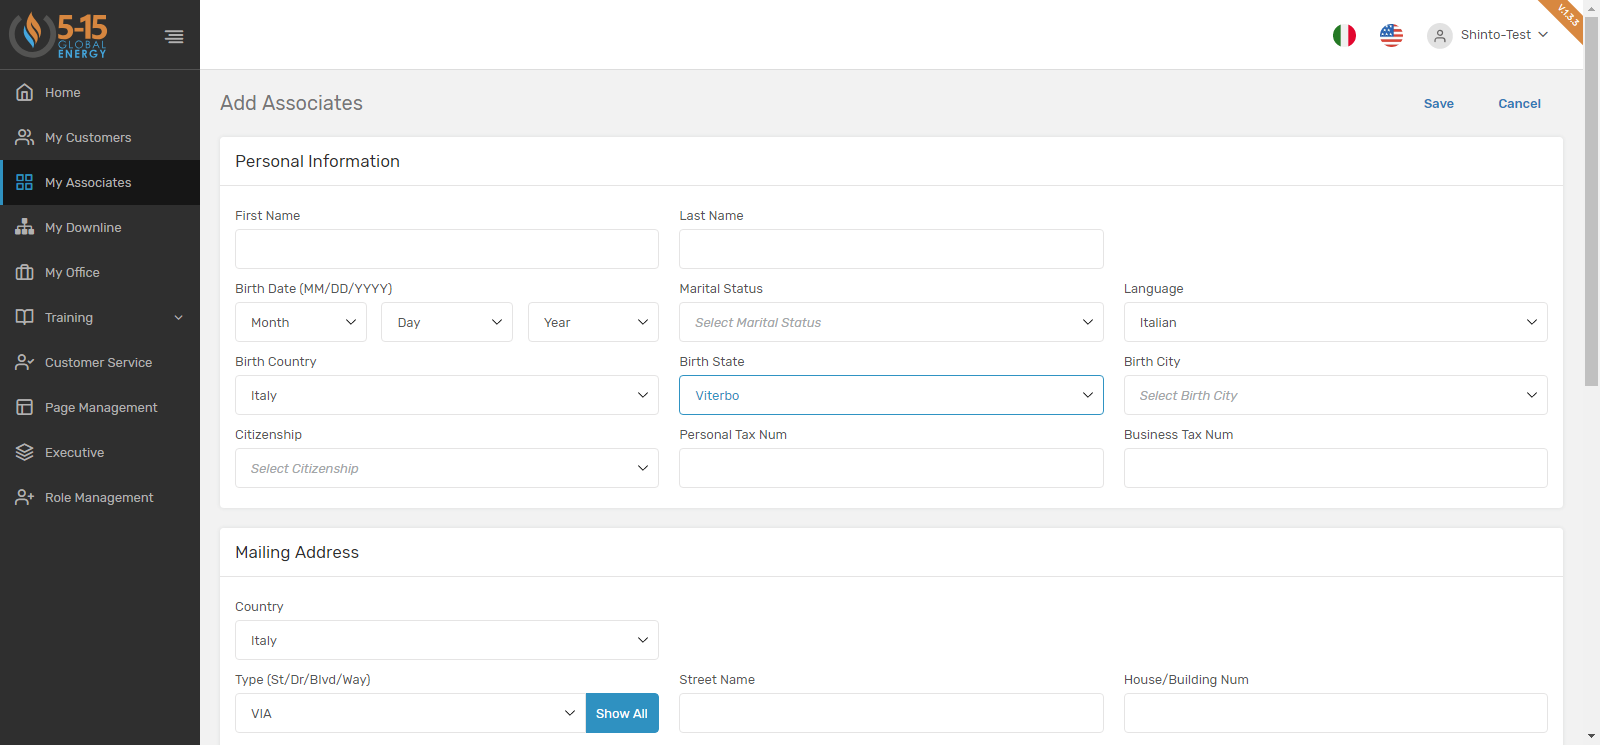 5-15
GLOBAL
ENERGY
Shinto-Test
V.1.3.3
Home
My Customers
My Associates
My Downline
My Office
Training
Customer Service
Page Management
Executive
Role Management
Add Associates
Save
Cancel
Personal Information
First Name
Last Name
Birth Date (MM/DD/YYYY)
Marital Status
Language
Month
Day
Year
Select Marital Status
Italian
Birth Country
Birth State
Birth City
Italy
Viterbo
Select Birth City
Citizenship
Personal Tax Num
Business Tax Num
Select Citizenship
Mailing Address
Country
Italy
Type (St/Dr/Blvd/Way)
Street Name
House/Building Num
VIA
Show All